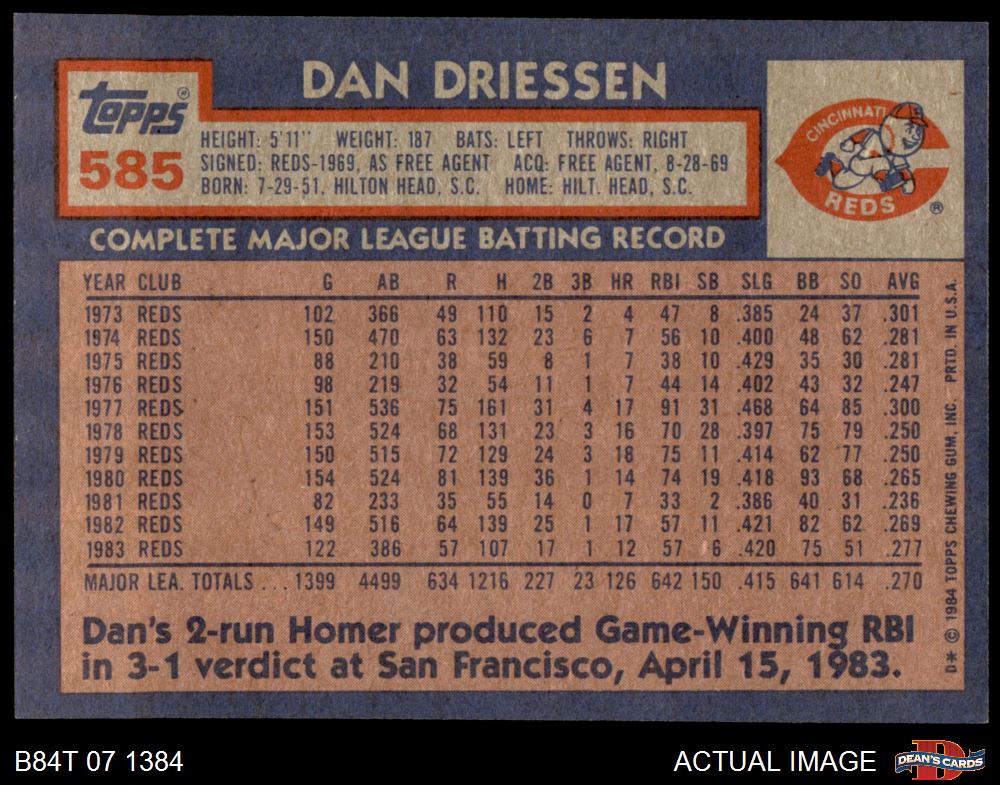 DAN DRIESSEN
Topps®
585
HEIGHT: 5'11" WEIGHT: 187 BATS: LEFT THROWS: RIGHT
SIGNED: REDS-1969, AS FREE AGENT ACQ: FREE AGENT, 8-28-69
BORN: 7-29-51, HILTON HEAD, S.C. HOME: HILT. HEAD, S.C.
CINCINNATI
REDS
®
COMPLETE MAJOR LEAGUE BATTING RECORD
YEAR CLUB G AB R H 2B 3B HR RBI SB SLG BB SO AVG
1973 REDS 102 366 49 110 15 2 4 47 8 .385 24 37 .301
1974 REDS 150 470 63 132 23 6 7 56 10 .400 48 62 .281
1975 REDS 88 210 38 59 8 1 7 38 10 .429 35 30 .281
1976 REDS 98 219 32 54 11 1 7 44 14 .402 43 32 .247
1977 REDS 151 536 75 161 31 4 17 91 31 .468 64 85 .300
1978 REDS 153 524 68 131 23 3 16 70 28 .397 75 79 .250
1979 REDS 150 515 72 129 24 3 18 75 11 .414 62 77 .250
1980 REDS 154 524 81 139 36 1 14 74 19 .418 93 68 .265
1981 REDS 82 233 35 55 14 0 7 33 2 .386 40 31 .236
1982 REDS 149 516 64 139 25 1 17 57 11 .421 82 62 .269
1983 REDS 122 386 57 107 17 1 12 57 6 .420 75 51 .277
MAJOR LEA. TOTALS ... 1399 4499 634 1216 227 23 126 642 150 .415 641 614 .270
Dan's 2-run Homer produced Game-Winning RBI
in 3-1 verdict at San Francisco, April 15, 1983.
D* © 1984 TOPPS CHEWING GUM, INC. PRTD. IN U.S.A.
B84T 07 1384
ACTUAL IMAGE
D
DEAN'S CARDS